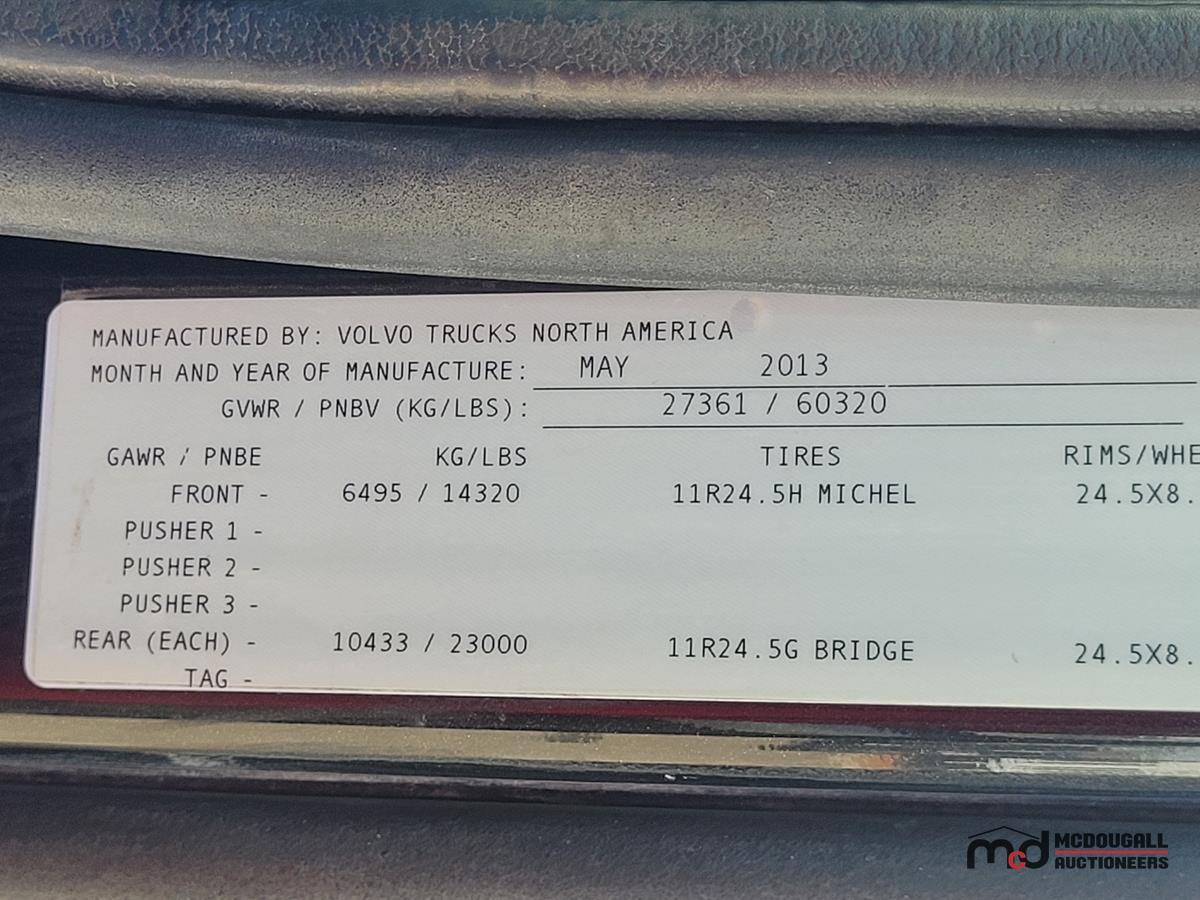 MANUFACTURED BY: VOLVO TRUCKS NORTH AMERICA
MONTH AND YEAR OF MANUFACTURE: MAY 2013
GVWR / PNBV (KG/LBS): 27361 / 60320
GAWR / PNBE KG/LBS TIRES RIMS/WHE
FRONT - 6495 / 14320 11R24.5H MICHEL 24.5X8.
PUSHER 1 -
PUSHER 2 -
PUSHER 3 -
REAR (EACH) - 10433 / 23000 11R24.5G BRIDGE 24.5X8.
TAG -
mcd MCDOUGALL
AUCTIONEERS